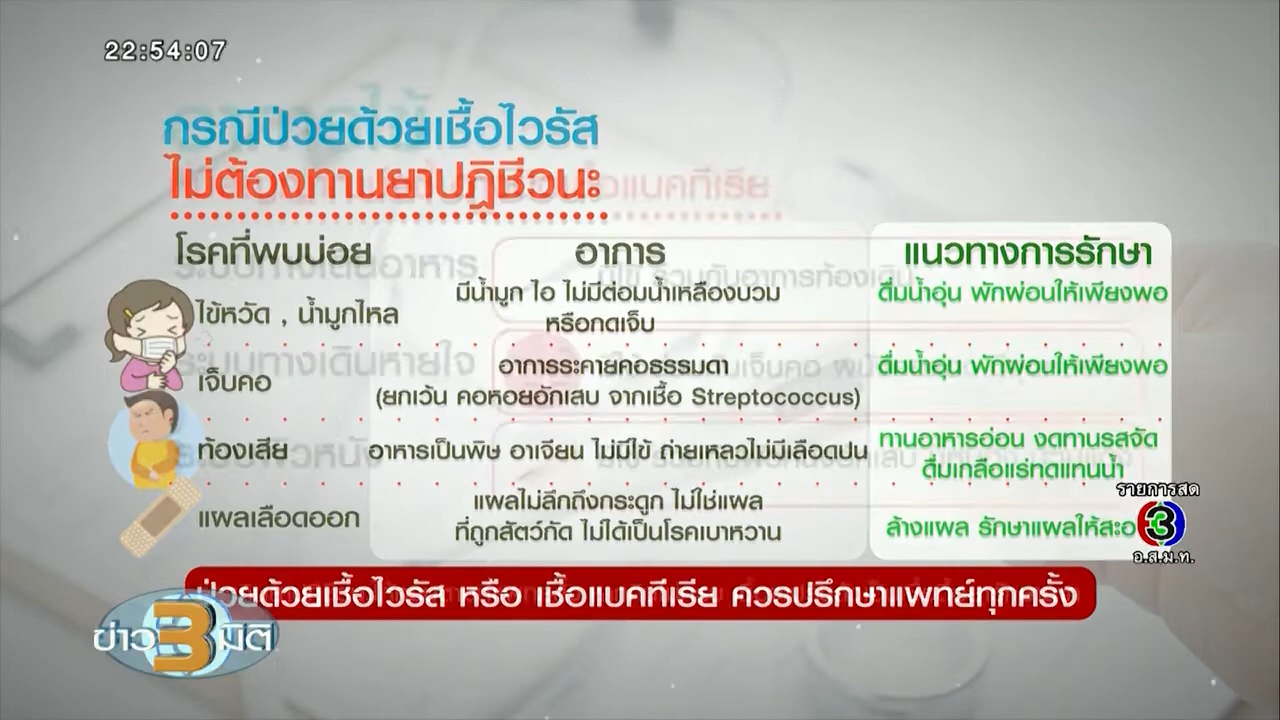 22:54:07
กรณีป่วยด้วยเชื้อไวรัส
ไม่ต้องทานยาปฏิชีวนะ
โรคที่พบบ่อย อาการ แนวทางการรักษา
ไข้หวัด , น้ำมูกไหล
มีน้ำมูก ไอ ไม่มีต่อมน้ำเหลืองบวม
หรือกดเจ็บ
ดื่มน้ำอุ่น พักผ่อนให้เพียงพอ
เจ็บคอ
อาการระคายคอธรรมดา
(ยกเว้น คอหอยอักเสบ จากเชื้อ Streptococcus)
ดื่มน้ำอุ่น พักผ่อนให้เพียงพอ
ท้องเสีย
อาหารเป็นพิษ อาเจียน ไม่มีไข้ ถ่ายเหลวไม่มีเลือดปน
ทานอาหารอ่อน งดทานรสจัด
ดื่มเกลือแร่ทดแทนน้ำ
แผลเลือดออก
แผลไม่ลึกถึงกระดูก ไม่ใช่แผล
ที่ถูกสัตว์กัด ไม่ได้เป็นโรคเบาหวาน
ล้างแผล รักษาแผลให้สะอ
รายการสด
3
อ.ส.ม.ท.
ป่วยด้วยเชื้อไวรัส หรือ เชื้อแบคทีเรีย ควรปรึกษาแพทย์ทุกครั้ง
ข่าว 3 มิติ